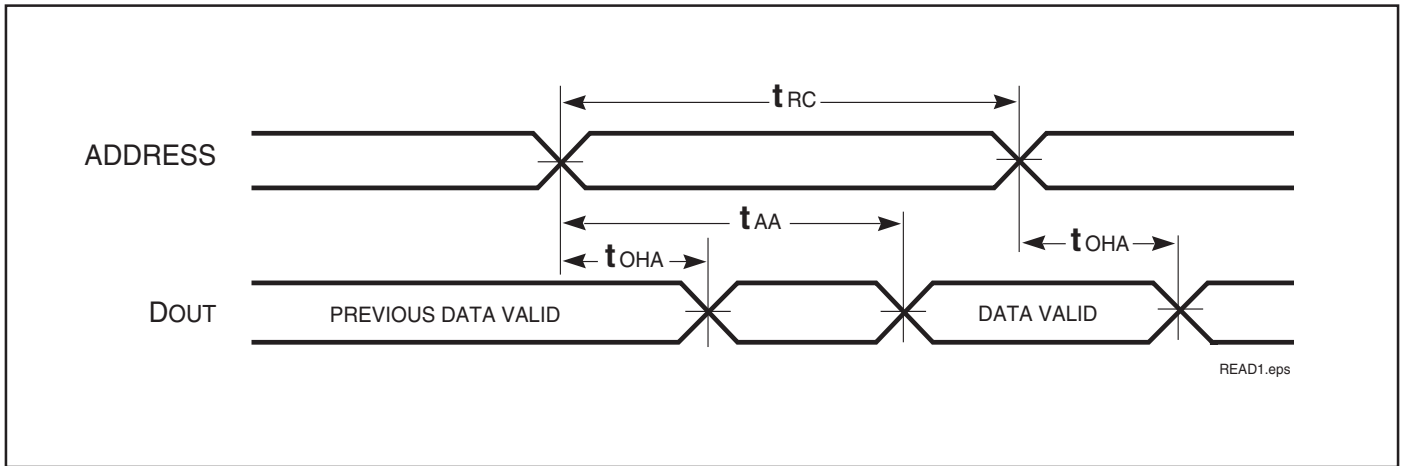 tRC
ADDRESS
tAA
tOHA
tOHA
DOUT
PREVIOUS DATA VALID
DATA VALID
READ1.eps